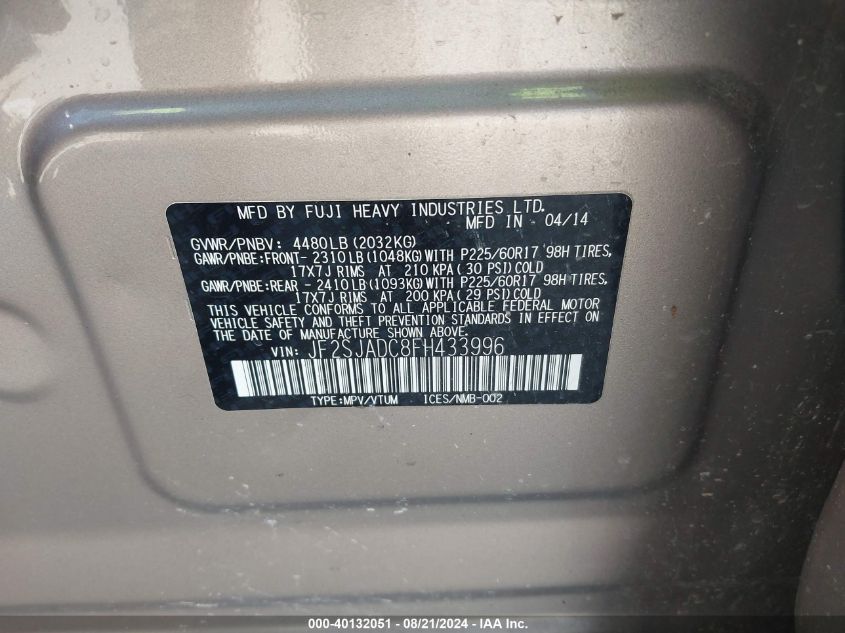 MFD BY FUJI HEAVY INDUSTRIES LTD.
MFD IN 04/14
GVWR/PNBV: 4480LB(2032KG)
GAWR/PNBE:FRONT- 2310LB(1048KG)WITH P225/60R17 98H TIRES,
17X7J RIMS AT 210 KPA(30 PSI)COLD
GAWR/PNBE:REAR - 2410LB(1093KG)WITH P225/60R17 98H TIRES,
17X7J RIMS AT 200 KPA(29 PSI)COLD
THIS VEHICLE CONFORMS TO ALL APPLICABLE FEDERAL MOTOR
VEHICLE SAFETY AND THEFT PREVENTION STANDARDS IN EFFECT ON
THE DATE OF MANUFACTURE SHOWN ABOVE.
VIN: JF2SJADC8FH433996
TYPE:MPV/VTUM ICES/NMB-002
000-40132051 - 08/21/2024 - IAA Inc.